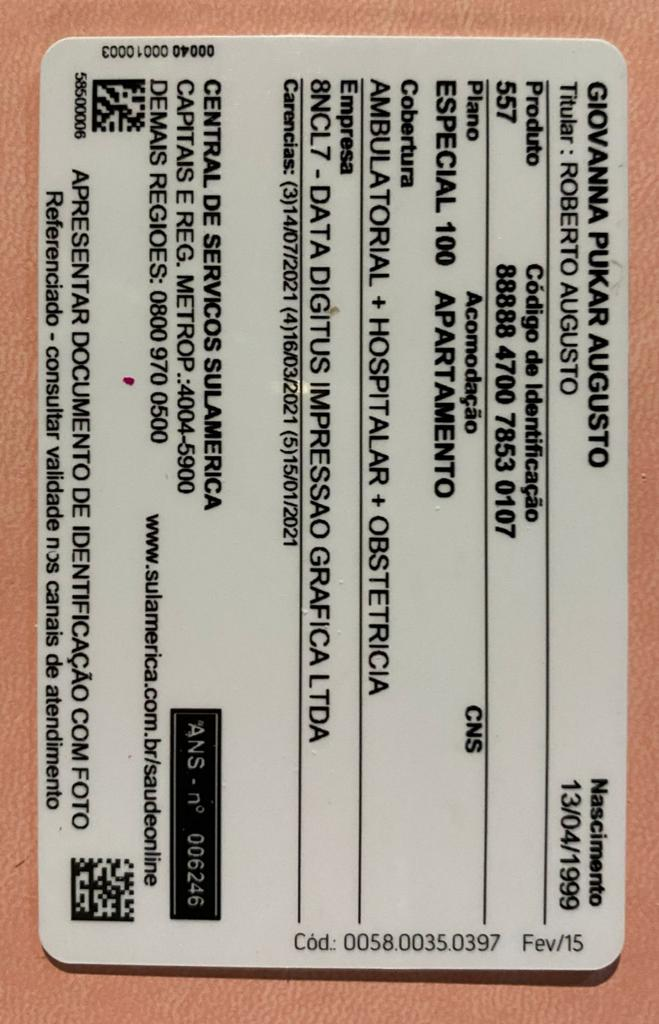 GIOVANNA PUKAR AUGUSTO Nascimento
Titular : ROBERTO AUGUSTO 13/04/1999
Produto Código de Identificação
557 88888 4700 7853 0107
Plano Acomodação CNS
ESPECIAL 100 APARTAMENTO
Cobertura
AMBULATORIAL + HOSPITALAR + OBSTETRICIA
Empresa
8NCL7 - DATA DIGITUS IMPRESSAO GRAFICA LTDA
Carencias: (3)14/07/2021 (4)16/03/2021 (5)15/01/2021
CENTRAL DE SERVICOS SULAMERICA
CAPITAIS E REG. METROP.:4004-5900
DEMAIS REGIOES: 0800 970 0500 www.sulamerica.com.br/saudeonline
ANS - nº 006246
APRESENTAR DOCUMENTO DE IDENTIFICAÇÃO COM FOTO
Referenciado - consultar validade nos canais de atendimento
58500006
00040 00010003
Cód.: 0058.0035.0397 Fev/15